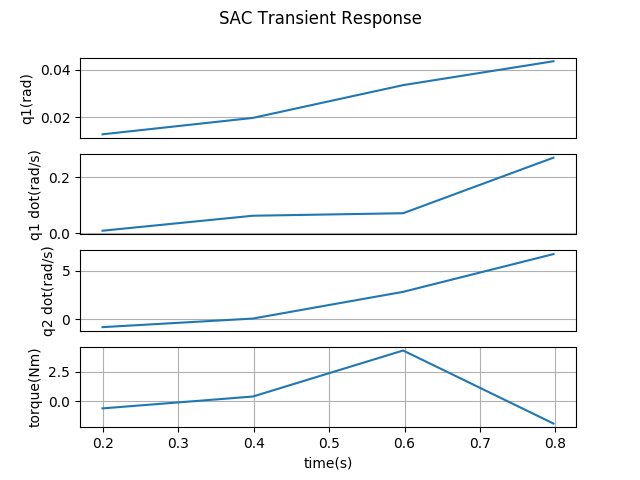 SAC Transient Response
q1(rad)
0.04
0.02
q1 dot(rad/s)
0.2
0.0
q2 dot(rad/s)
5
0
torque(Nm)
2.5
0.0
0.2 0.3 0.4 0.5 0.6 0.7 0.8
time(s)